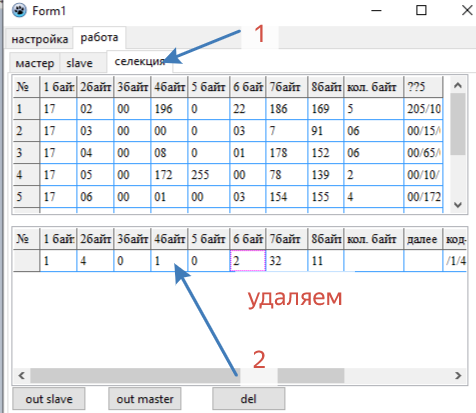 Form1
1
настройка работа
мастер slave селекция
№ 1 байт 2байт 3байт 4байт 5 байт 6 байт 7байт 8байт кол. байт ??5
1 17 02 00 196 0 22 186 169 5 205/10
2 17 03 00 00 0 03 7 91 06 00/15/
3 17 04 00 08 0 01 178 152 06 00/65/
4 17 05 00 172 255 00 78 139 2 00/10/
5 17 06 00 01 00 03 154 155 4 00/172
№ 1 байт 2байт 3байт 4байт 5 байт 6 байт 7байт 8байт кол. байт далее код-
1 4 0 1 0 2 32 11 /1/4
удаляем
2
out slave out master del